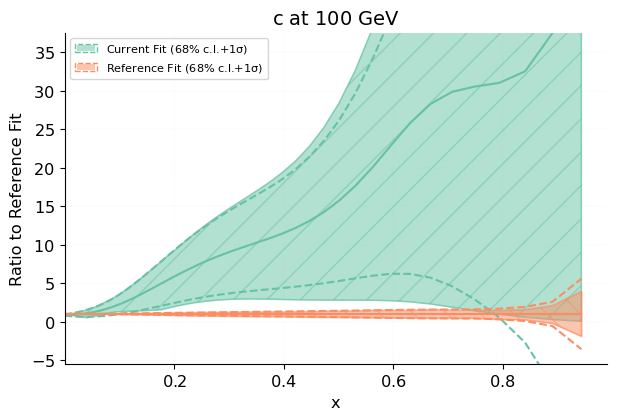 c at 100 GeV
Current Fit (68% c.l.+1σ)
Reference Fit (68% c.l.+1σ)
Ratio to Reference Fit
35
30
25
20
15
10
5
0
−5
0.2 0.4 0.6 0.8
x